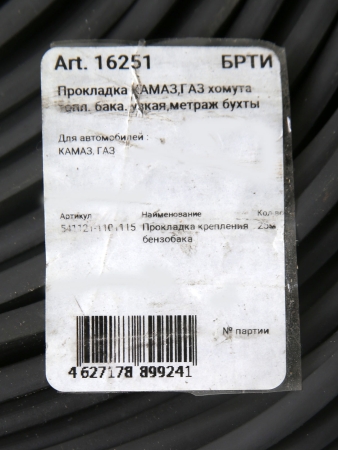 Art. 16251 БРТИ
Прокладка КАМАЗ,ГАЗ хомута
топл. бака. узкая,метраж бухты
Для автомобилей :
КАМАЗ, ГАЗ
Артикул Наименование
Прокладка крепления
бензобака
№ партии
4 627178 899241